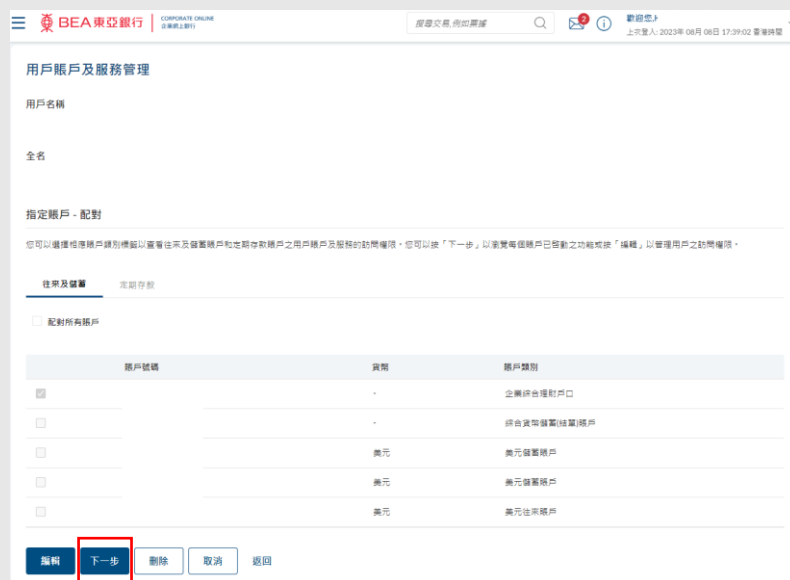 BEA東亞銀行
CORPORATE ONLINE
企業網上銀行
搜尋交易,例如票據
2
歡迎您,
上次登入: 2023年 08月 08日 17:39:02 香港時間
用戶賬戶及服務管理
用戶名稱
全名
指定賬戶 - 配對
您可以選擇相應賬戶類別標籤以查看往來及儲蓄賬戶和定期存款賬戶之用戶賬戶及服務的訪問權限。您可以按「下一步」以瀏覽每個賬戶已啓動之功能或按「編輯」以管理用戶之訪問權限。
往來及儲蓄 定期存款
配對所有賬戶
賬戶號碼 貨幣 賬戶類別
- 企業綜合理財戶口
- 綜合貨幣儲蓄(結單)賬戶
美元 美元儲蓄賬戶
美元 美元儲蓄賬戶
美元 美元往來賬戶
編輯 下一步 刪除 取消 返回